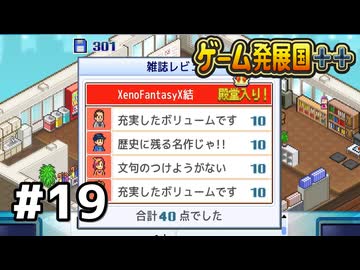 301
ゲーム発展国++
雑誌レビュー
XenoFantasyX結 殿堂入り!
充実したボリュームです 10
歴史に残る名作じゃ!! 10
文句のつけようがない 10
充実したボリュームです 10
合計40点でした
#19